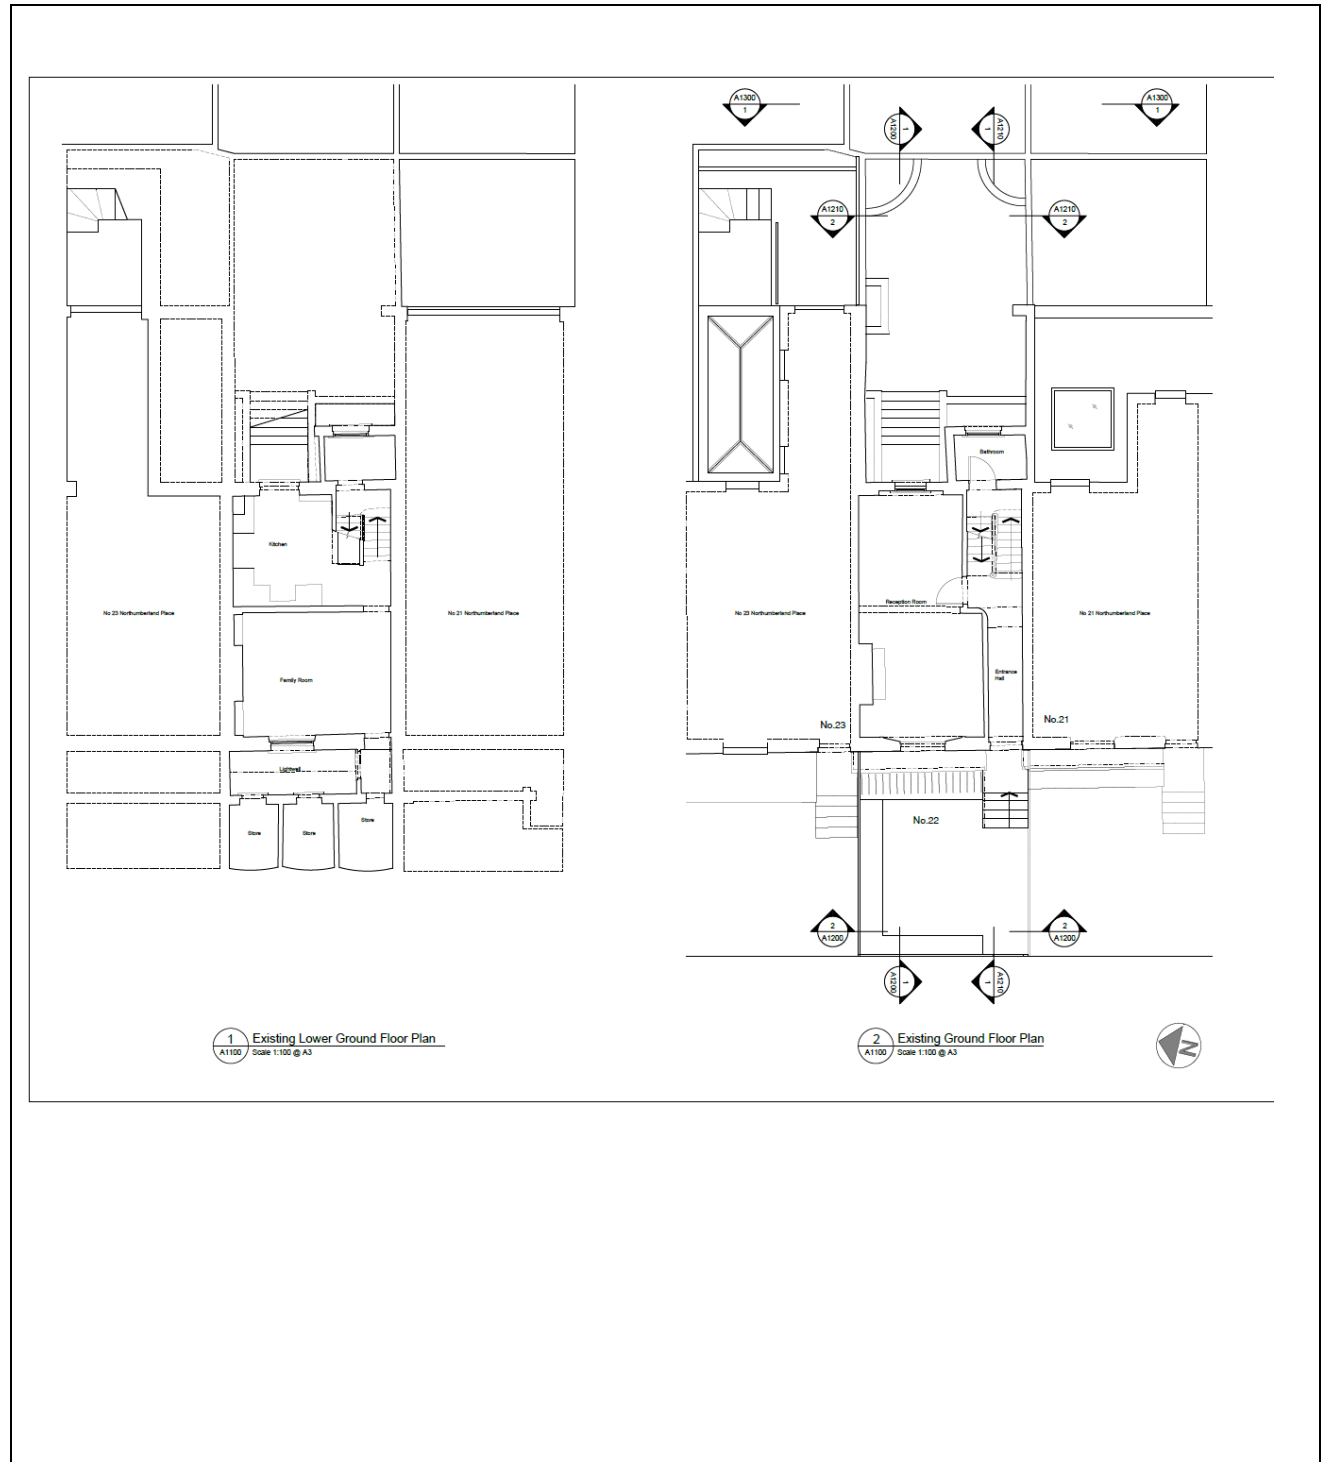 A1300
1
A1200
1
A1210
1
A1300
1
A1210
2
A1210
2
Bathroom
Kitchen
Reception Room
No 23 Northumberland Place
No 21 Northumberland Place
No 23 Northumberland Place
No 21 Northumberland Place
Family Room
Entrance
Hall
No.23
No.21
Lightwell
Store
Store
Store
No.22
2
A1200
2
A1200
A1200
1
A1210
1
1
A1100
Existing Lower Ground Floor Plan
Scale 1:100 @ A3
2
A1100
Existing Ground Floor Plan
Scale 1:100 @ A3
N